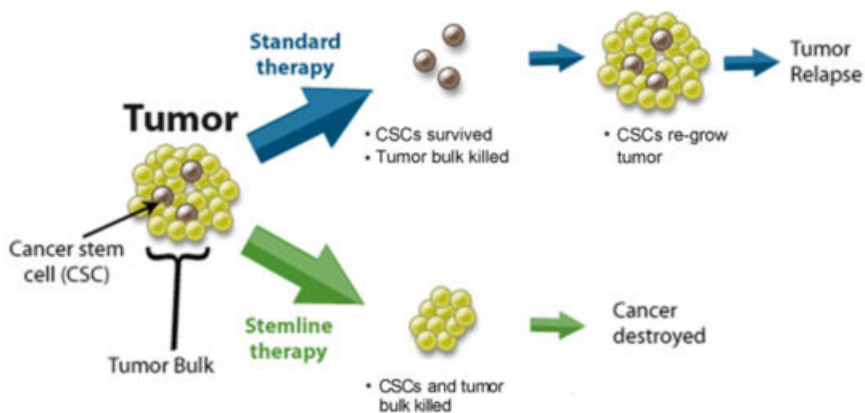 Standard
therapy
Tumor
Relapse
Tumor
• CSCs survived
• Tumor bulk killed
• CSCs re-grow
tumor
Cancer stem
cell (CSC)
Stemline
therapy
Cancer
destroyed
Tumor Bulk
• CSCs and tumor
bulk killed